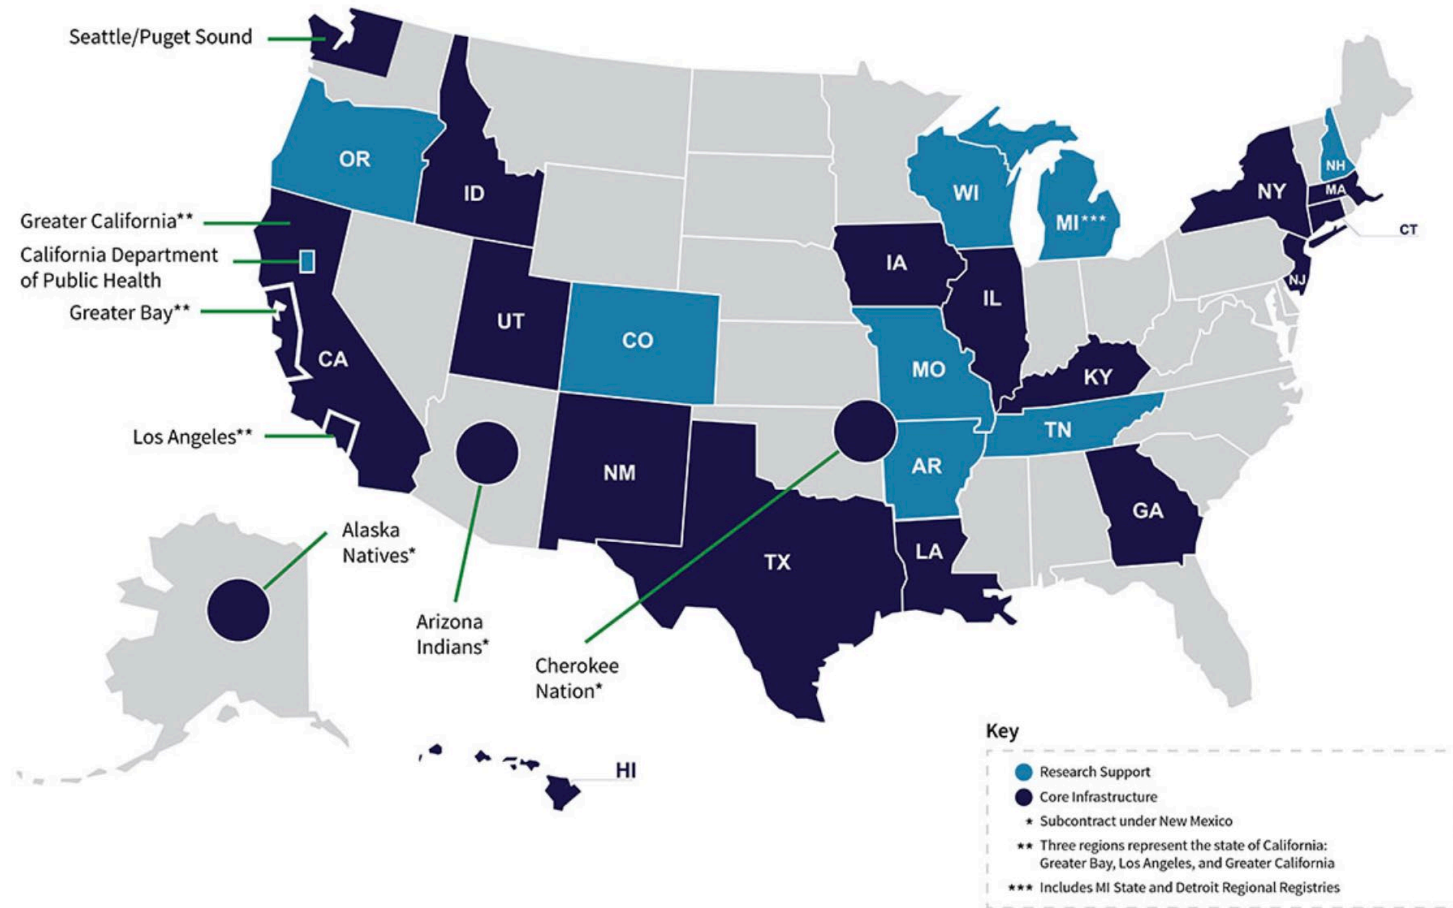 Seattle/Puget Sound
OR
ID
WI
MI***
NY
NH
MA
CT
NJ
Greater California**
California Department
of Public Health
Greater Bay**
CA
UT
CO
IA
IL
MO
KY
TN
Los Angeles**
NM
AR
GA
TX
LA
Alaska
Natives*
Arizona
Indians*
Cherokee
Nation*
HI
Key
Research Support
Core Infrastructure
* Subcontract under New Mexico
** Three regions represent the state of California:
Greater Bay, Los Angeles, and Greater California
*** Includes MI State and Detroit Regional Registries